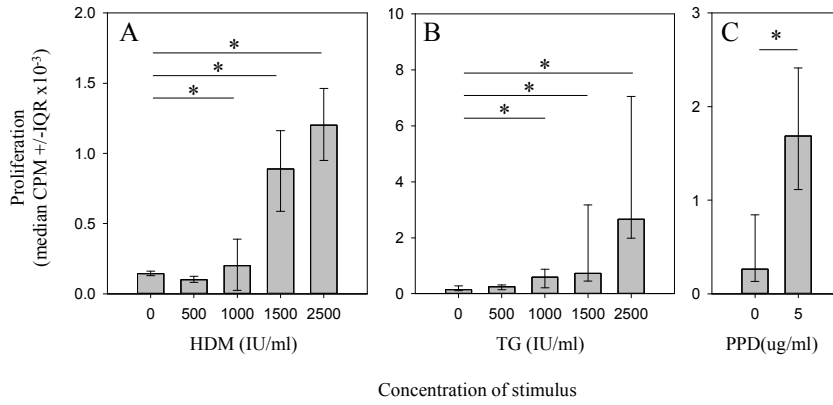 Proliferation
(median CPM +/-IQR x10-3)
A
*
*
*
2.0
1.5
1.0
0.5
0.0
0 500 1000 1500 2500
HDM (IU/ml)
B
*
*
*
10
8
6
4
2
0
0 500 1000 1500 2500
TG (IU/ml)
C
*
3
2
1
0
0 5
PPD(ug/ml)
Concentration of stimulus